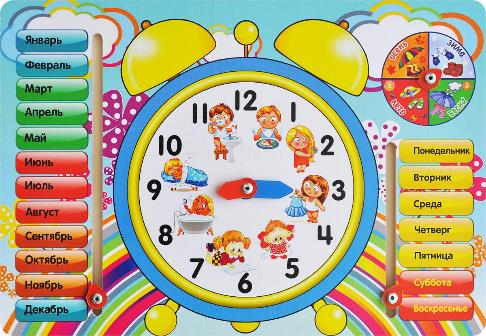 Январь
Февраль
Март
Апрель
Май
Июнь
Июль
Август
Сентябрь
Октябрь
Ноябрь
Декабрь
12
1
2
3
4
5
6
7
8
9
10
11
ОСЕНЬ
ЗИМА
ЛЕТО
ВЕСНА
Понедельник
Вторник
Среда
Четверг
Пятница
Суббота
Воскресенье